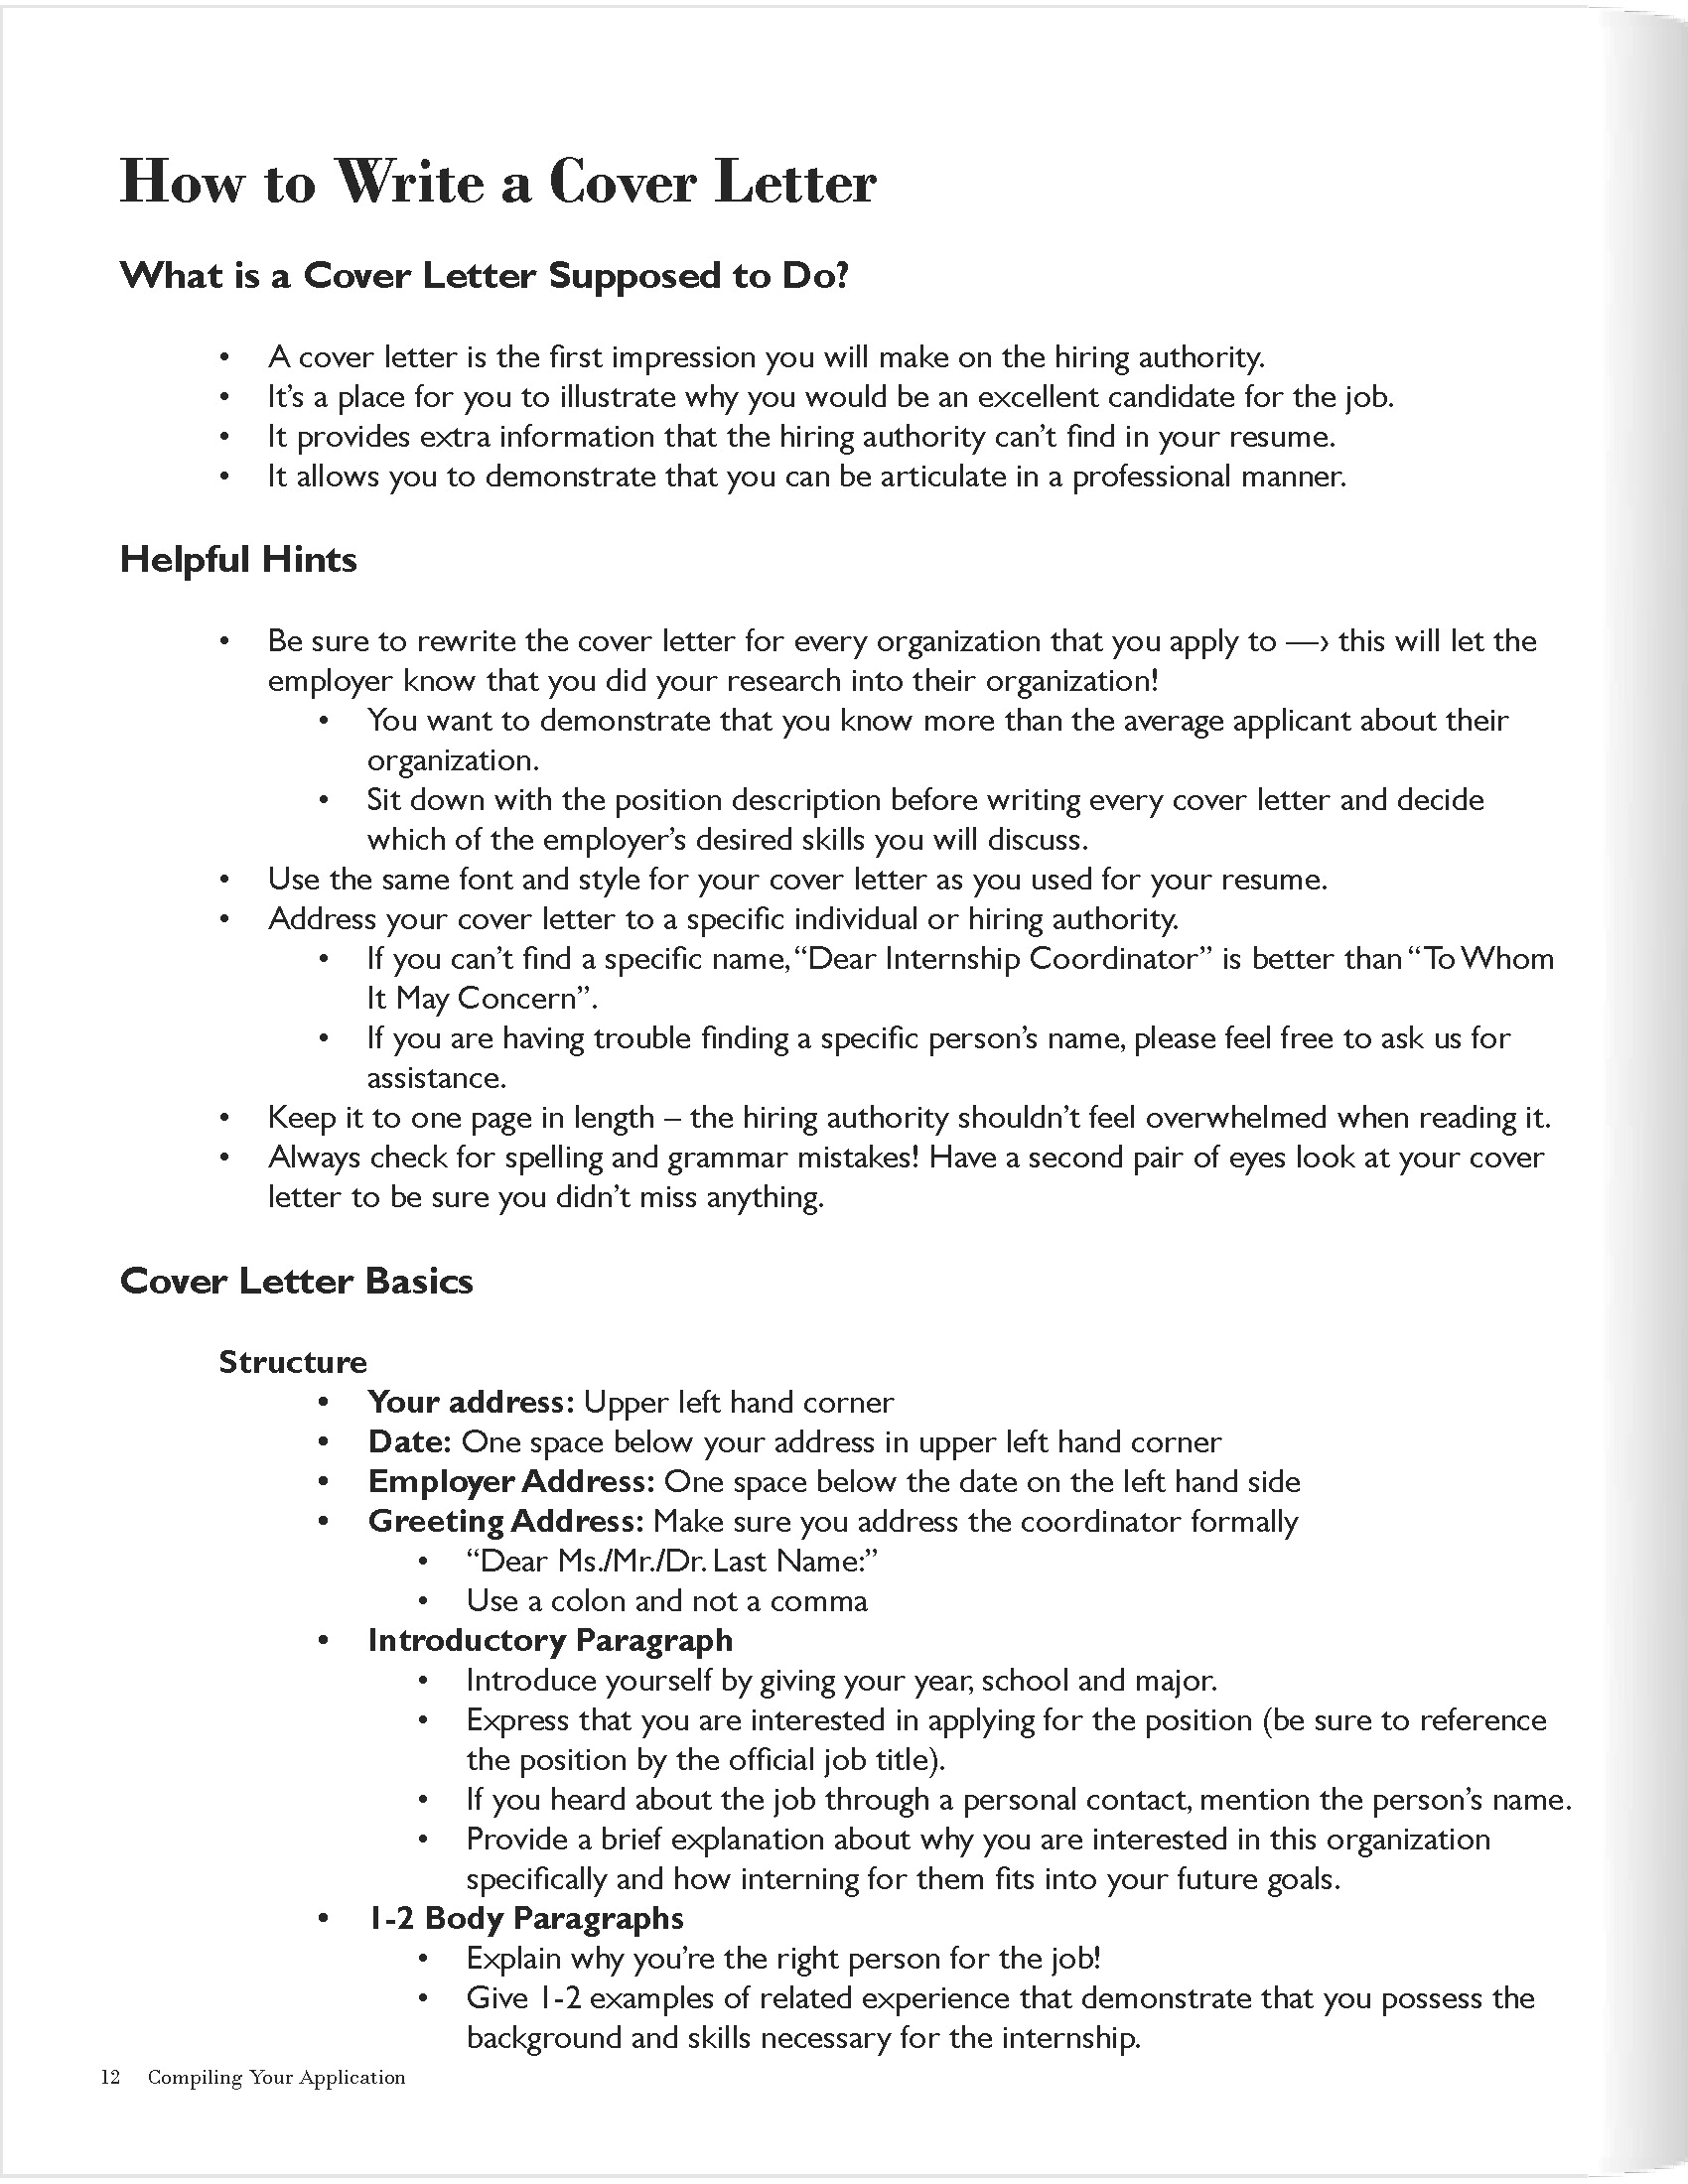 How to Write a Cover Letter
What is a Cover Letter Supposed to Do?
• A cover letter is the first impression you will make on the hiring authority.
• It’s a place for you to illustrate why you would be an excellent candidate for the job.
• It provides extra information that the hiring authority can’t find in your resume.
• It allows you to demonstrate that you can be articulate in a professional manner.
Helpful Hints
• Be sure to rewrite the cover letter for every organization that you apply to —› this will let the
employer know that you did your research into their organization!
• You want to demonstrate that you know more than the average applicant about their
organization.
• Sit down with the position description before writing every cover letter and decide
which of the employer’s desired skills you will discuss.
• Use the same font and style for your cover letter as you used for your resume.
• Address your cover letter to a specific individual or hiring authority.
• If you can’t find a specific name, “Dear Internship Coordinator” is better than “To Whom
It May Concern”.
• If you are having trouble finding a specific person’s name, please feel free to ask us for
assistance.
• Keep it to one page in length – the hiring authority shouldn’t feel overwhelmed when reading it.
• Always check for spelling and grammar mistakes! Have a second pair of eyes look at your cover
letter to be sure you didn’t miss anything.
Cover Letter Basics
Structure
• Your address: Upper left hand corner
• Date: One space below your address in upper left hand corner
• Employer Address: One space below the date on the left hand side
• Greeting Address: Make sure you address the coordinator formally
• “Dear Ms./Mr./Dr. Last Name:”
• Use a colon and not a comma
• Introductory Paragraph
• Introduce yourself by giving your year, school and major.
• Express that you are interested in applying for the position (be sure to reference
the position by the official job title).
• If you heard about the job through a personal contact, mention the person’s name.
• Provide a brief explanation about why you are interested in this organization
specifically and how interning for them fits into your future goals.
• 1-2 Body Paragraphs
• Explain why you’re the right person for the job!
• Give 1-2 examples of related experience that demonstrate that you possess the
background and skills necessary for the internship.
12 Compiling Your Application